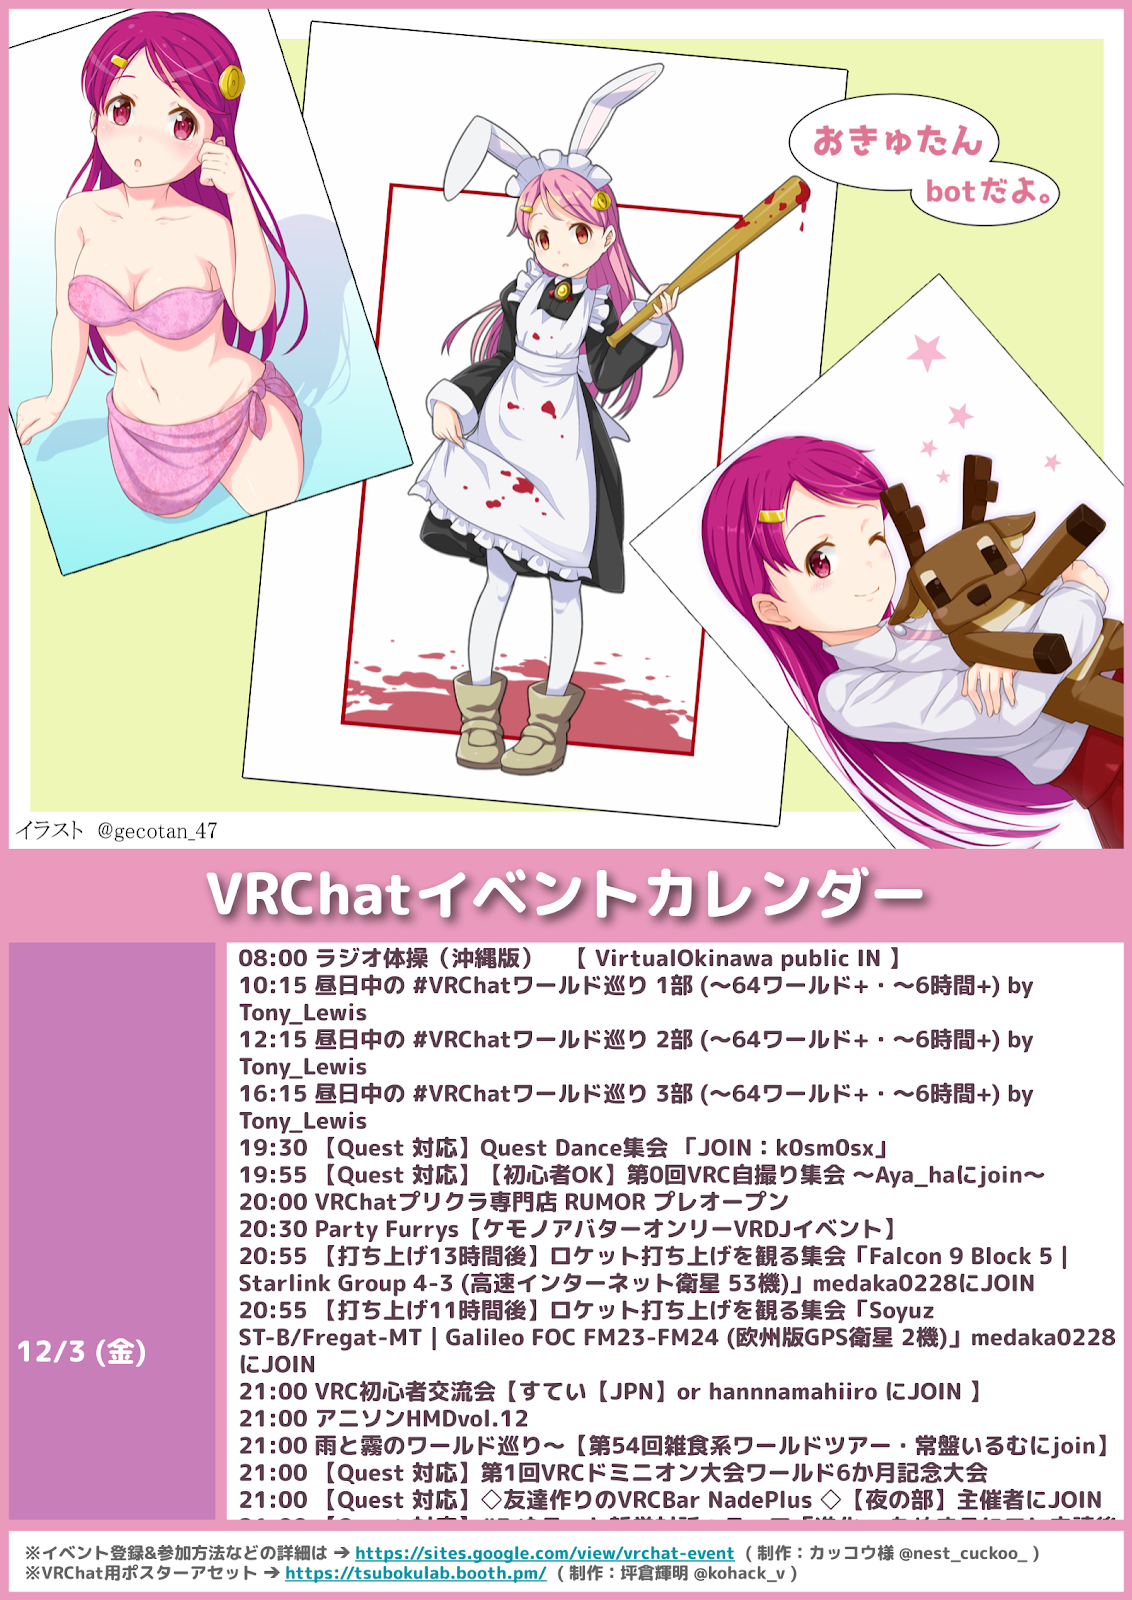 おきゅたん
botだよ。
イラスト @gecotan_47
VRChatイベントカレンダー
12/3 (金)
08:00 ラジオ体操（沖縄版） 【 VirtualOkinawa public IN 】
10:15 昼日中の #VRChatワールド巡り 1部 (～64ワールド+・～6時間+) by
Tony_Lewis
12:15 昼日中の #VRChatワールド巡り 2部 (～64ワールド+・～6時間+) by
Tony_Lewis
16:15 昼日中の #VRChatワールド巡り 3部 (～64ワールド+・～6時間+) by
Tony_Lewis
19:30 【Quest 対応】Quest Dance集会 「JOIN：k0sm0sx」
19:55 【Quest 対応】【初心者OK】第0回VRC自撮り集会 ～Aya_haにjoin～
20:00 VRChatプリクラ専門店 RUMOR プレオープン
20:30 Party Furrys【ケモノアバターオンリーVRDJイベント】
20:55 【打ち上げ13時間後】ロケット打ち上げを観る集会「Falcon 9 Block 5 |
Starlink Group 4-3 (高速インターネット衛星 53機)」medaka0228にJOIN
20:55 【打ち上げ11時間後】ロケット打ち上げを観る集会「Soyuz
ST-B/Fregat-MT | Galileo FOC FM23-FM24 (欧州版GPS衛星 2機)」medaka0228
にJOIN
21:00 VRC初心者交流会【すてぃ【JPN】or hannnamahiiro にJOIN 】
21:00 アニソンHMDvol.12
21:00 雨と霧のワールド巡り～【第54回雑食系ワールドツアー・常盤いるむにjoin】
21:00 【Quest 対応】第1回VRCドミニオン大会ワールド6か月記念大会
21:00 【Quest 対応】◇友達作りのVRCBar NadePlus ◇【夜の部】主催者にJOIN
※イベント登録&参加方法などの詳細は → https://sites.google.com/view/vrchat-event ( 制作：カッコウ様 @nest_cuckoo_ )
※VRChat用ポスターアセット → https://tsubokulab.booth.pm/ ( 制作：坪倉輝明 @kohack_v )